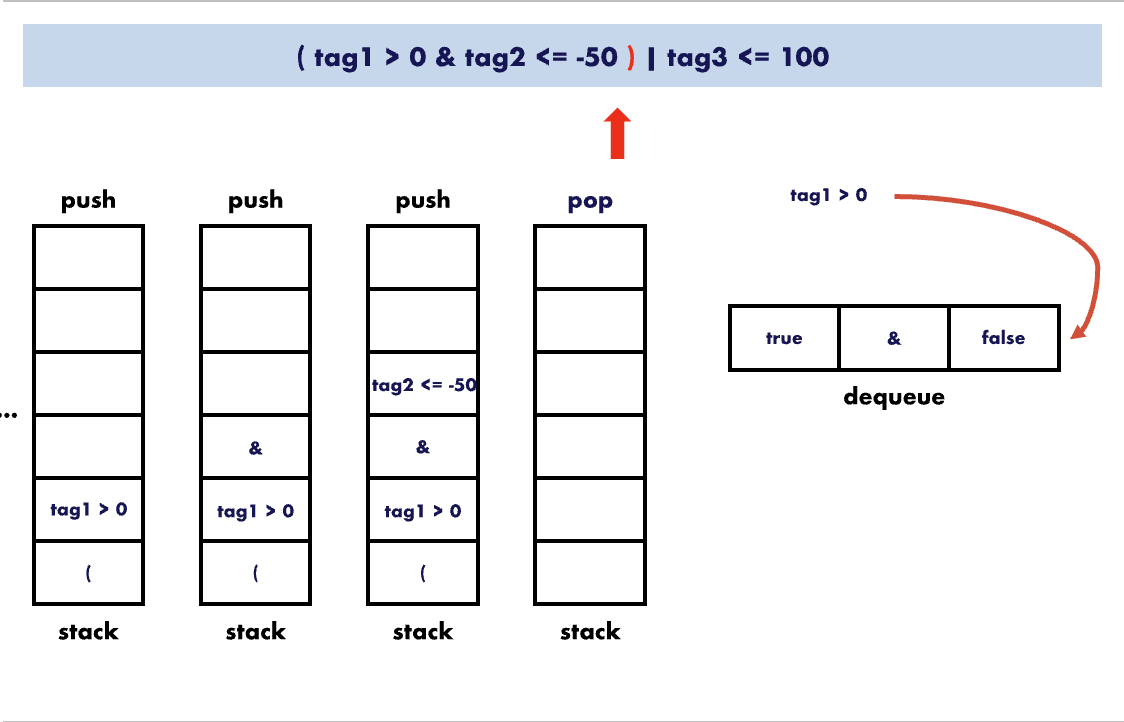 ( tag1 > 0 & tag2 <= -50 ) | tag3 <= 100
push
push
push
pop
tag1 > 0
true
&
false
dequeue
tag2 <= -50
...
&
&
tag1 > 0
tag1 > 0
tag1 > 0
(
(
(
stack
stack
stack
stack